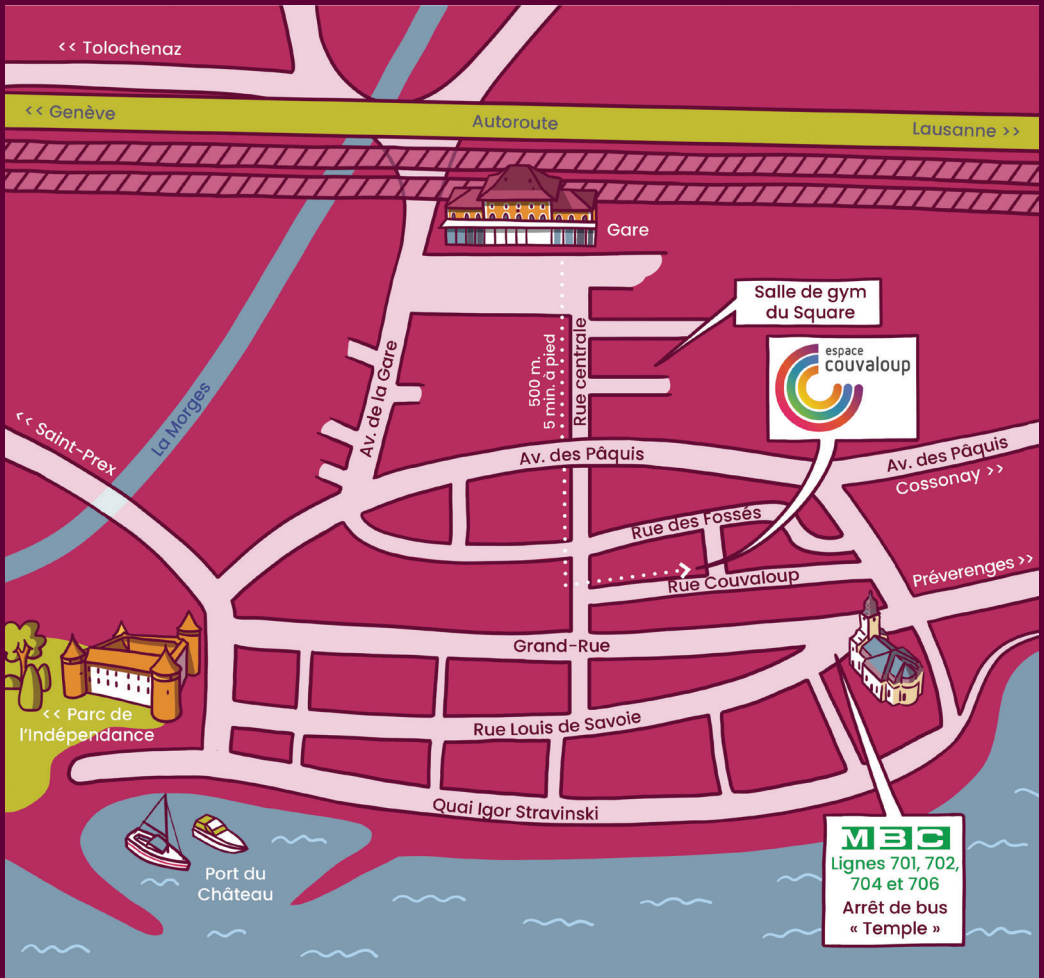 << Tolochenaz
<< Genève
Autoroute
Lausanne >>
Gare
Salle de gym
du Square
espace
couvaloup
500 m.
5 min. à pied
Rue centrale
Av. de la Gare
La Morges
<< Saint-Prex
Av. des Pâquis
Av. des Pâquis
Cossonay >>
Rue des Fossés
Rue Couvaloup
Préverenges >>
Grand-Rue
<< Parc de
l'Indépendance
Rue Louis de Savoie
Quai Igor Stravinski
Port du
Château
MBC
Lignes 701, 702,
704 et 706
Arrêt de bus
« Temple »